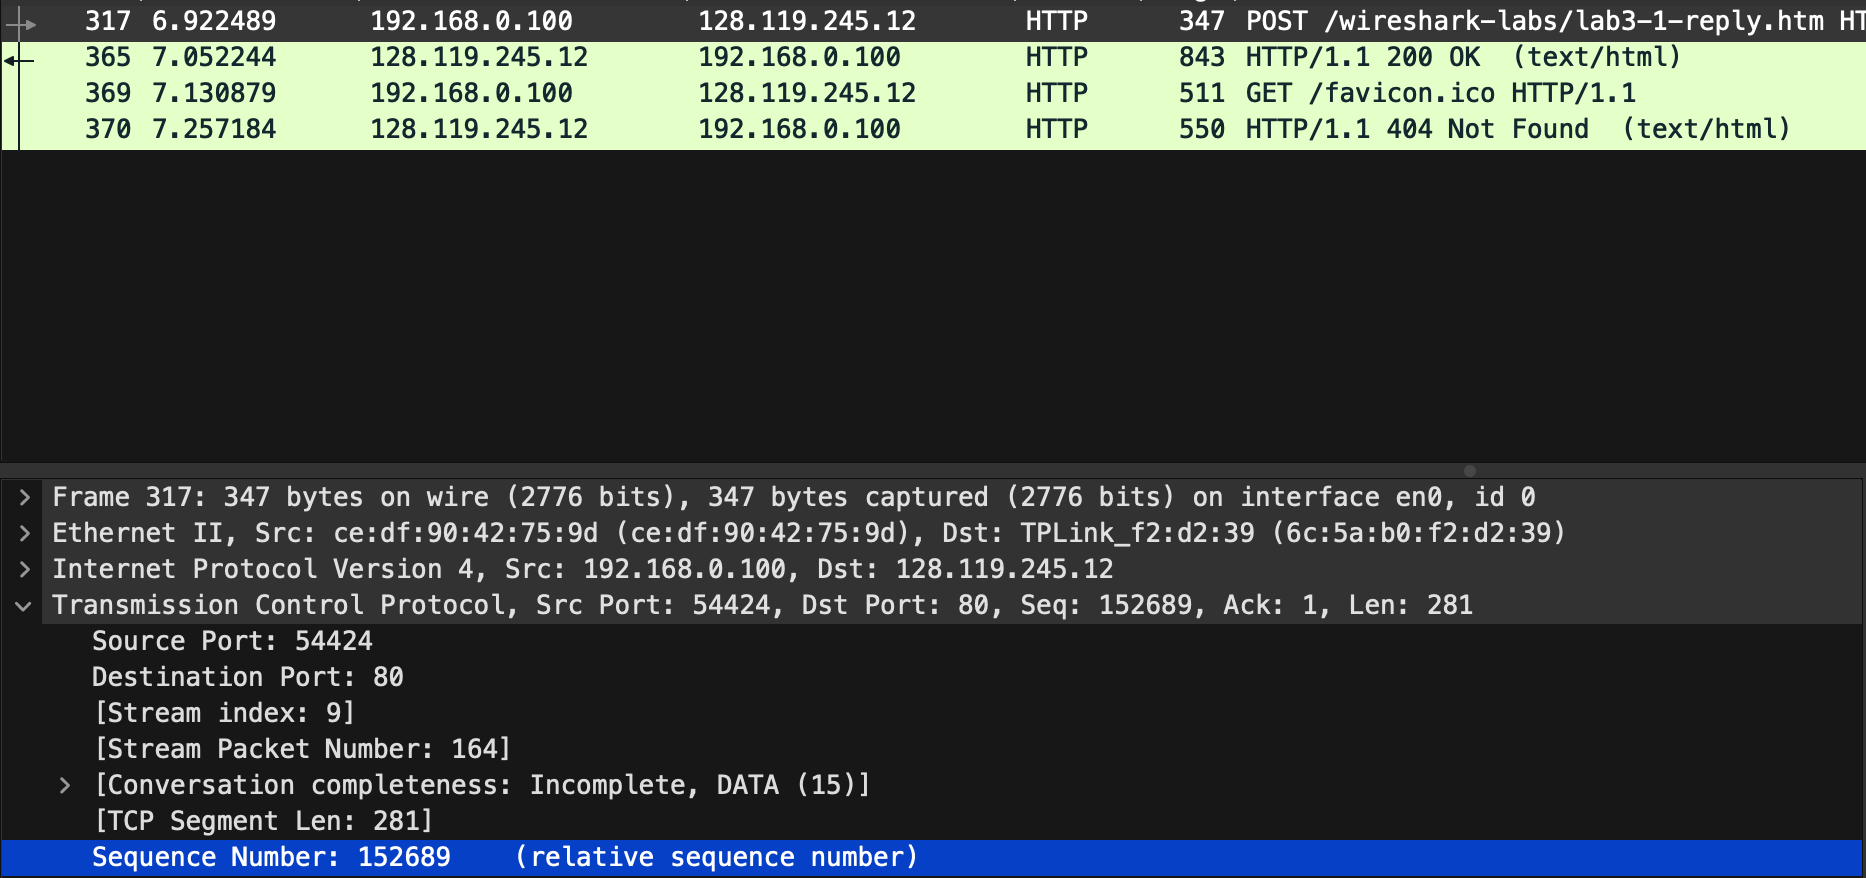 317 6.922489 192.168.0.100 128.119.245.12 HTTP 347 POST /wireshark-labs/lab3-1-reply.htm HT
365 7.052244 128.119.245.12 192.168.0.100 HTTP 843 HTTP/1.1 200 OK  (text/html)
369 7.130879 192.168.0.100 128.119.245.12 HTTP 511 GET /favicon.ico HTTP/1.1
370 7.257184 128.119.245.12 192.168.0.100 HTTP 550 HTTP/1.1 404 Not Found  (text/html)
Frame 317: 347 bytes on wire (2776 bits), 347 bytes captured (2776 bits) on interface en0, id 0
Ethernet II, Src: ce:df:90:42:75:9d (ce:df:90:42:75:9d), Dst: TPLink_f2:d2:39 (6c:5a:b0:f2:d2:39)
Internet Protocol Version 4, Src: 192.168.0.100, Dst: 128.119.245.12
Transmission Control Protocol, Src Port: 54424, Dst Port: 80, Seq: 152689, Ack: 1, Len: 281
Source Port: 54424
Destination Port: 80
[Stream index: 9]
[Stream Packet Number: 164]
[Conversation completeness: Incomplete, DATA (15)]
[TCP Segment Len: 281]
Sequence Number: 152689    (relative sequence number)